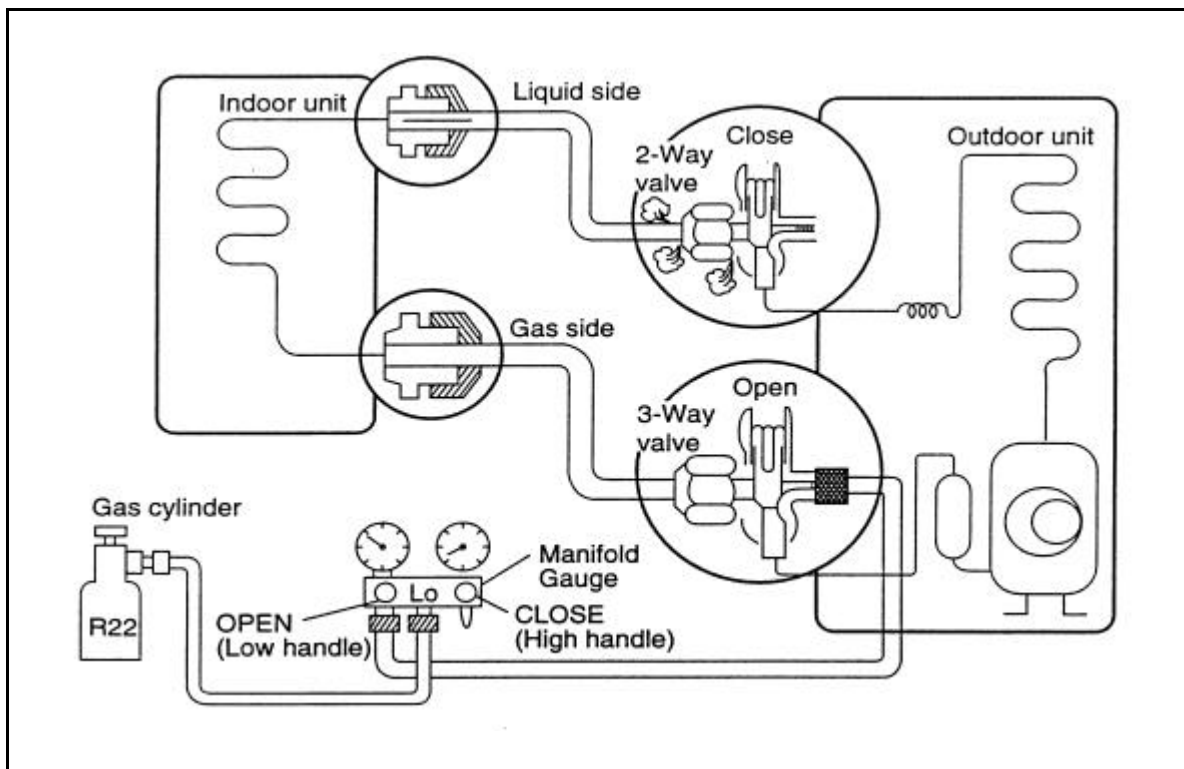 Indoor unit
Liquid side
Close
2-Way
valve
Outdoor unit
Gas side
Open
3-Way
valve
Gas cylinder
R22
Manifold
Gauge
Lo
OPEN
(Low handle)
CLOSE
(High handle)